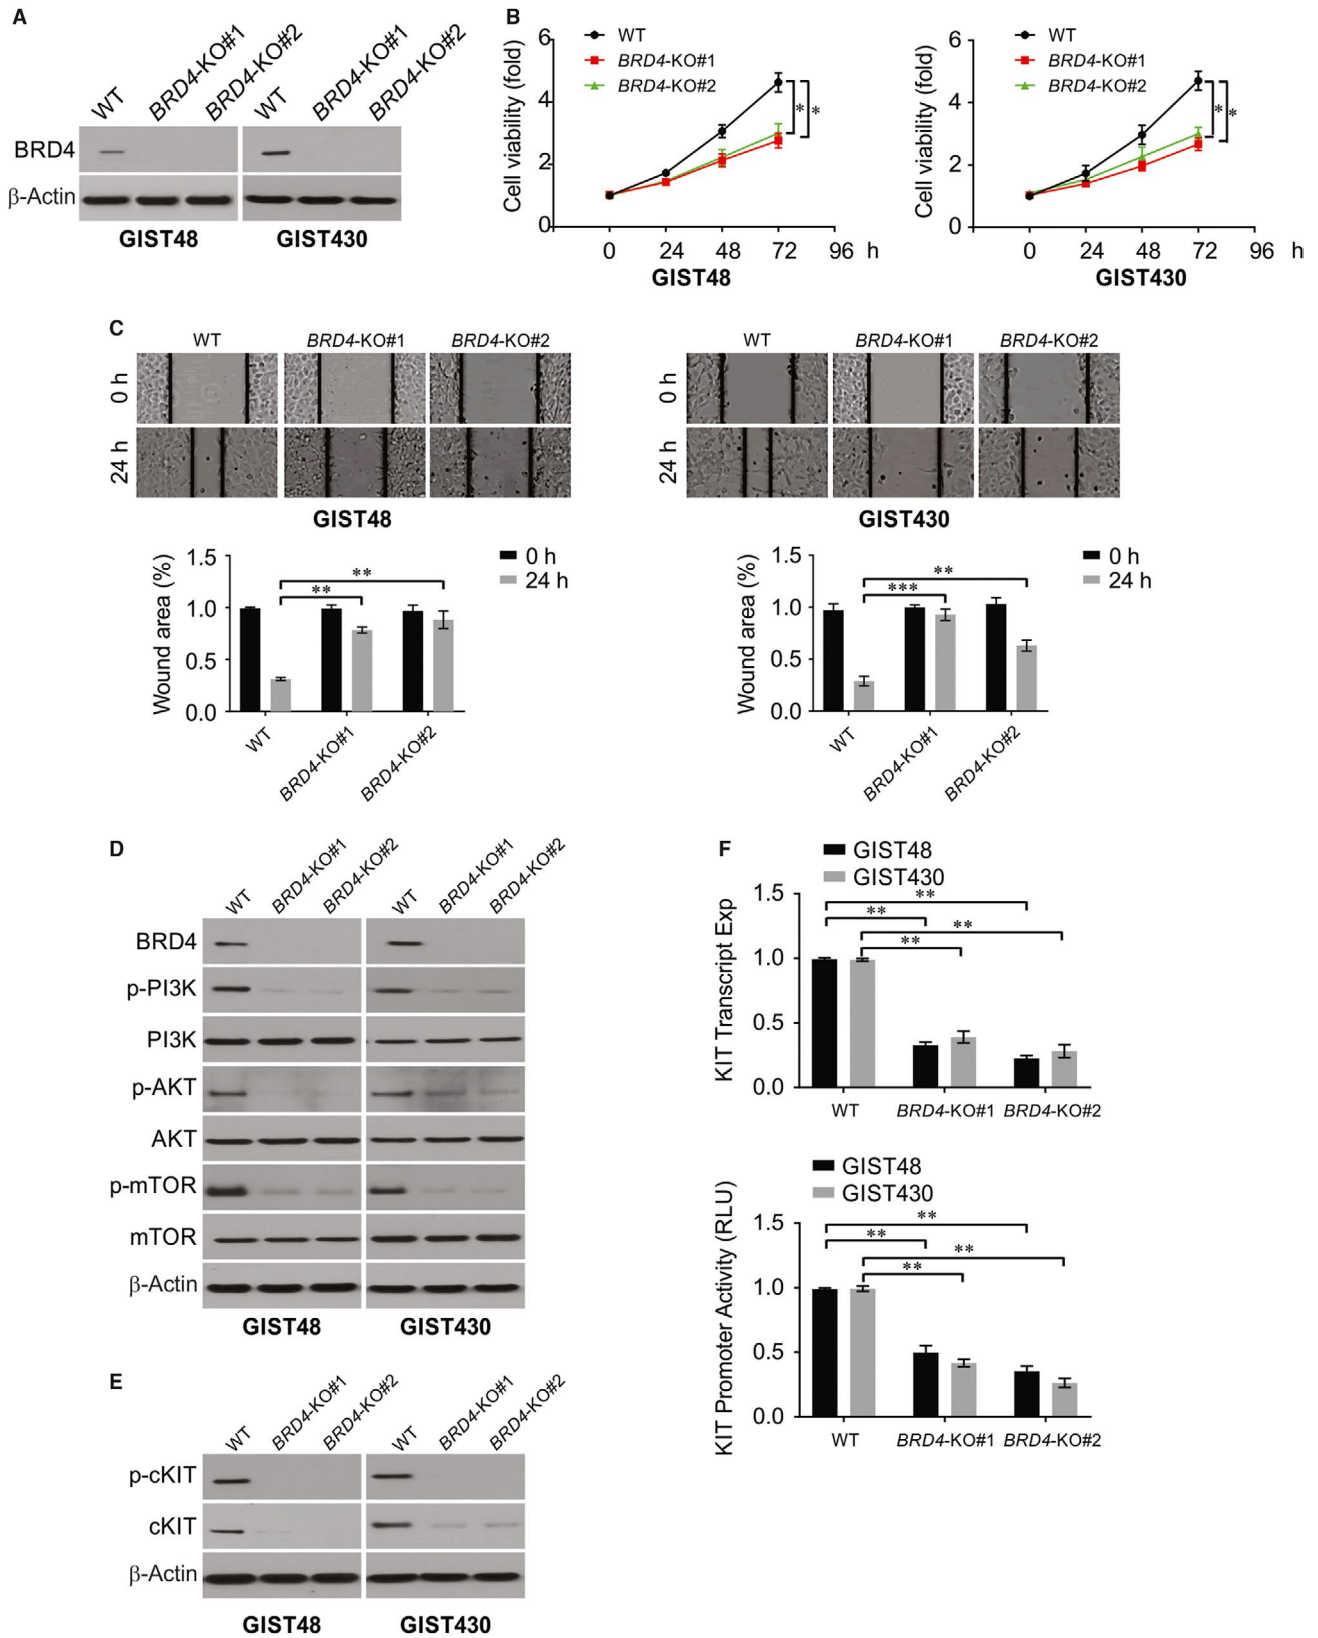 A
WT
BRD4-KO#1
BRD4-KO#2
WT
BRD4-KO#1
BRD4-KO#2
BRD4
β-Actin
GIST48 GIST430
B
Cell viability (fold)
6
4
2
0
WT
BRD4-KO#1
BRD4-KO#2
* *
0 24 48 72 96 h
GIST48
Cell viability (fold)
6
4
2
0
WT
BRD4-KO#1
BRD4-KO#2
* *
0 24 48 72 96 h
GIST430
C
WT BRD4-KO#1 BRD4-KO#2
0 h
24 h
GIST48
WT BRD4-KO#1 BRD4-KO#2
0 h
24 h
GIST430
Wound area (%)
1.5
1.0
0.5
0.0
**
**
0 h
24 h
WT
BRD4-KO#1
BRD4-KO#2
Wound area (%)
1.5
1.0
0.5
0.0
**
***
0 h
24 h
WT
BRD4-KO#1
BRD4-KO#2
D
WT
BRD4-KO#1
BRD4-KO#2
WT
BRD4-KO#1
BRD4-KO#2
BRD4
p-PI3K
PI3K
p-AKT
AKT
p-mTOR
mTOR
β-Actin
GIST48 GIST430
E
WT
BRD4-KO#1
BRD4-KO#2
WT
BRD4-KO#1
BRD4-KO#2
p-cKIT
cKIT
β-Actin
GIST48 GIST430
F
GIST48
GIST430
KIT Transcript Exp
1.5
1.0
0.5
0.0
**
**
**
**
WT BRD4-KO#1 BRD4-KO#2
GIST48
GIST430
KIT Promoter Activity (RLU)
1.5
1.0
0.5
0.0
**
**
**
**
WT BRD4-KO#1 BRD4-KO#2